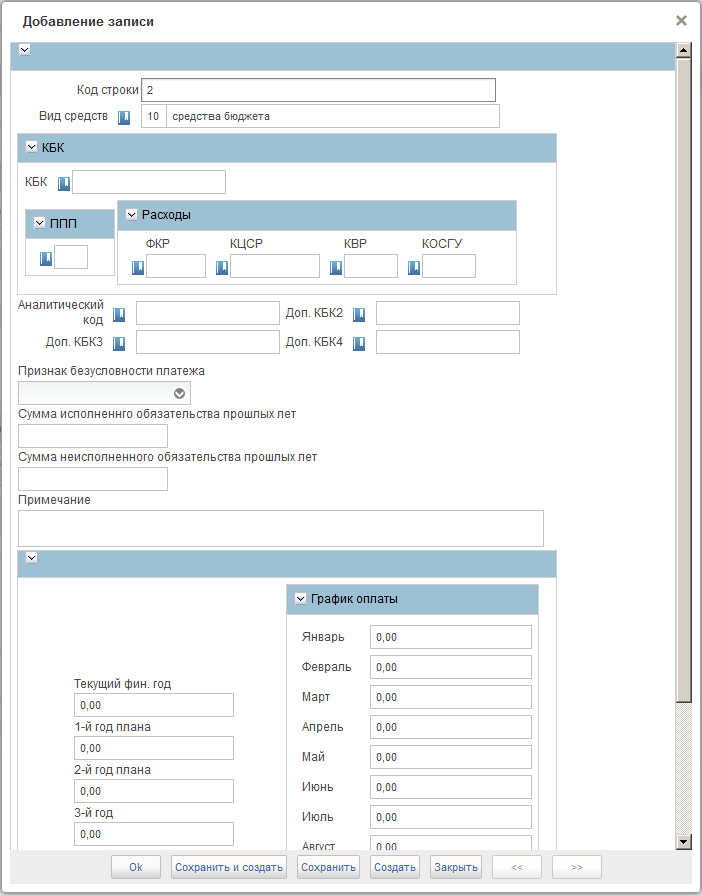 Добавление записи
Код строки 2
Вид средств 10 средства бюджета
КБК
КБК
ППП
Расходы
ФКР КЦСР КВР КОСГУ
Аналитический код Доп. КБК2
Доп. КБК3 Доп. КБК4
Признак безусловности платежа
Сумма исполненнго обязательства прошлых лет
Сумма неисполненного обязательства прошлых лет
Примечание
График оплаты
Январь 0,00
Февраль 0,00
Март 0,00
Апрель 0,00
Май 0,00
Июнь 0,00
Июль 0,00
Август 0,00
Текущий фин. год
0,00
1-й год плана
0,00
2-й год плана
0,00
3-й год
0,00
Ok Сохранить и создать Сохранить Создать Закрыть << >>